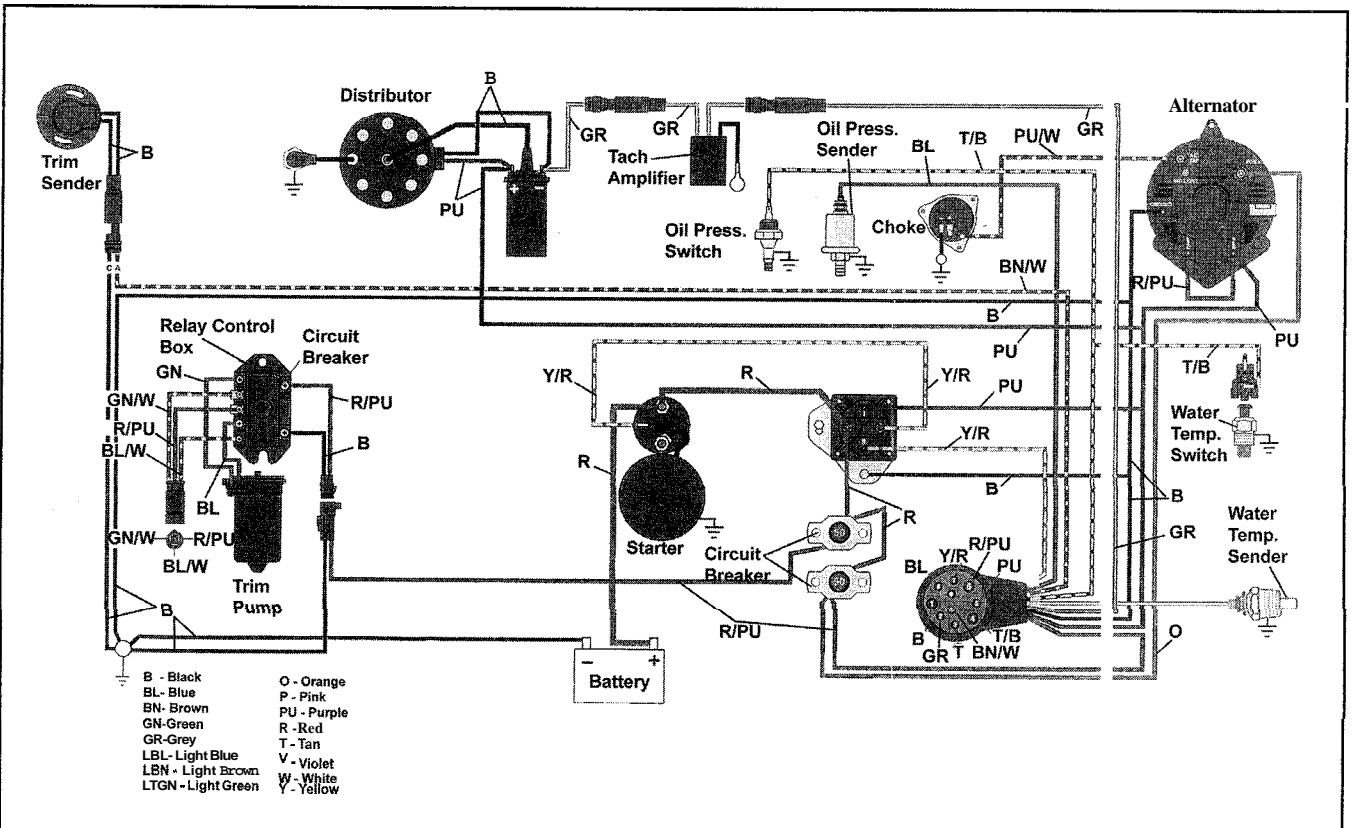 B
Distributor
Alternator
GR
GR
GR
Oil Press.
Sender
BL
T/B
PU/W
B
Trim
Sender
Tach
Amplifier
PU
Oil Press.
Switch
Choke
C A
BN/W
R/PU
B
PU
PU
Relay Control
Box
Circuit
Breaker
GN
Y/R
R
Y/R
PU
T/B
GN/W
R/PU
R/PU
BL/W
B
Y/R
Water
Temp.
Switch
R
BL
B
B
R
GR
Water
Temp.
Sender
GN/W
R/PU
BL/W
Starter
Circuit
Breaker
R/PU
BL
Y/R
PU
Trim
Pump
B
R/PU
B
GR
T
BN/W
T/B
O
- +
Battery
B - Black
BL- Blue
BN- Brown
GN-Green
GR-Grey
LBL- Light Blue
LBN - Light Brown
LTGN - Light Green
O - Orange
P - Pink
PU - Purple
R - Red
T - Tan
V - Violet
W - White
Y - Yellow